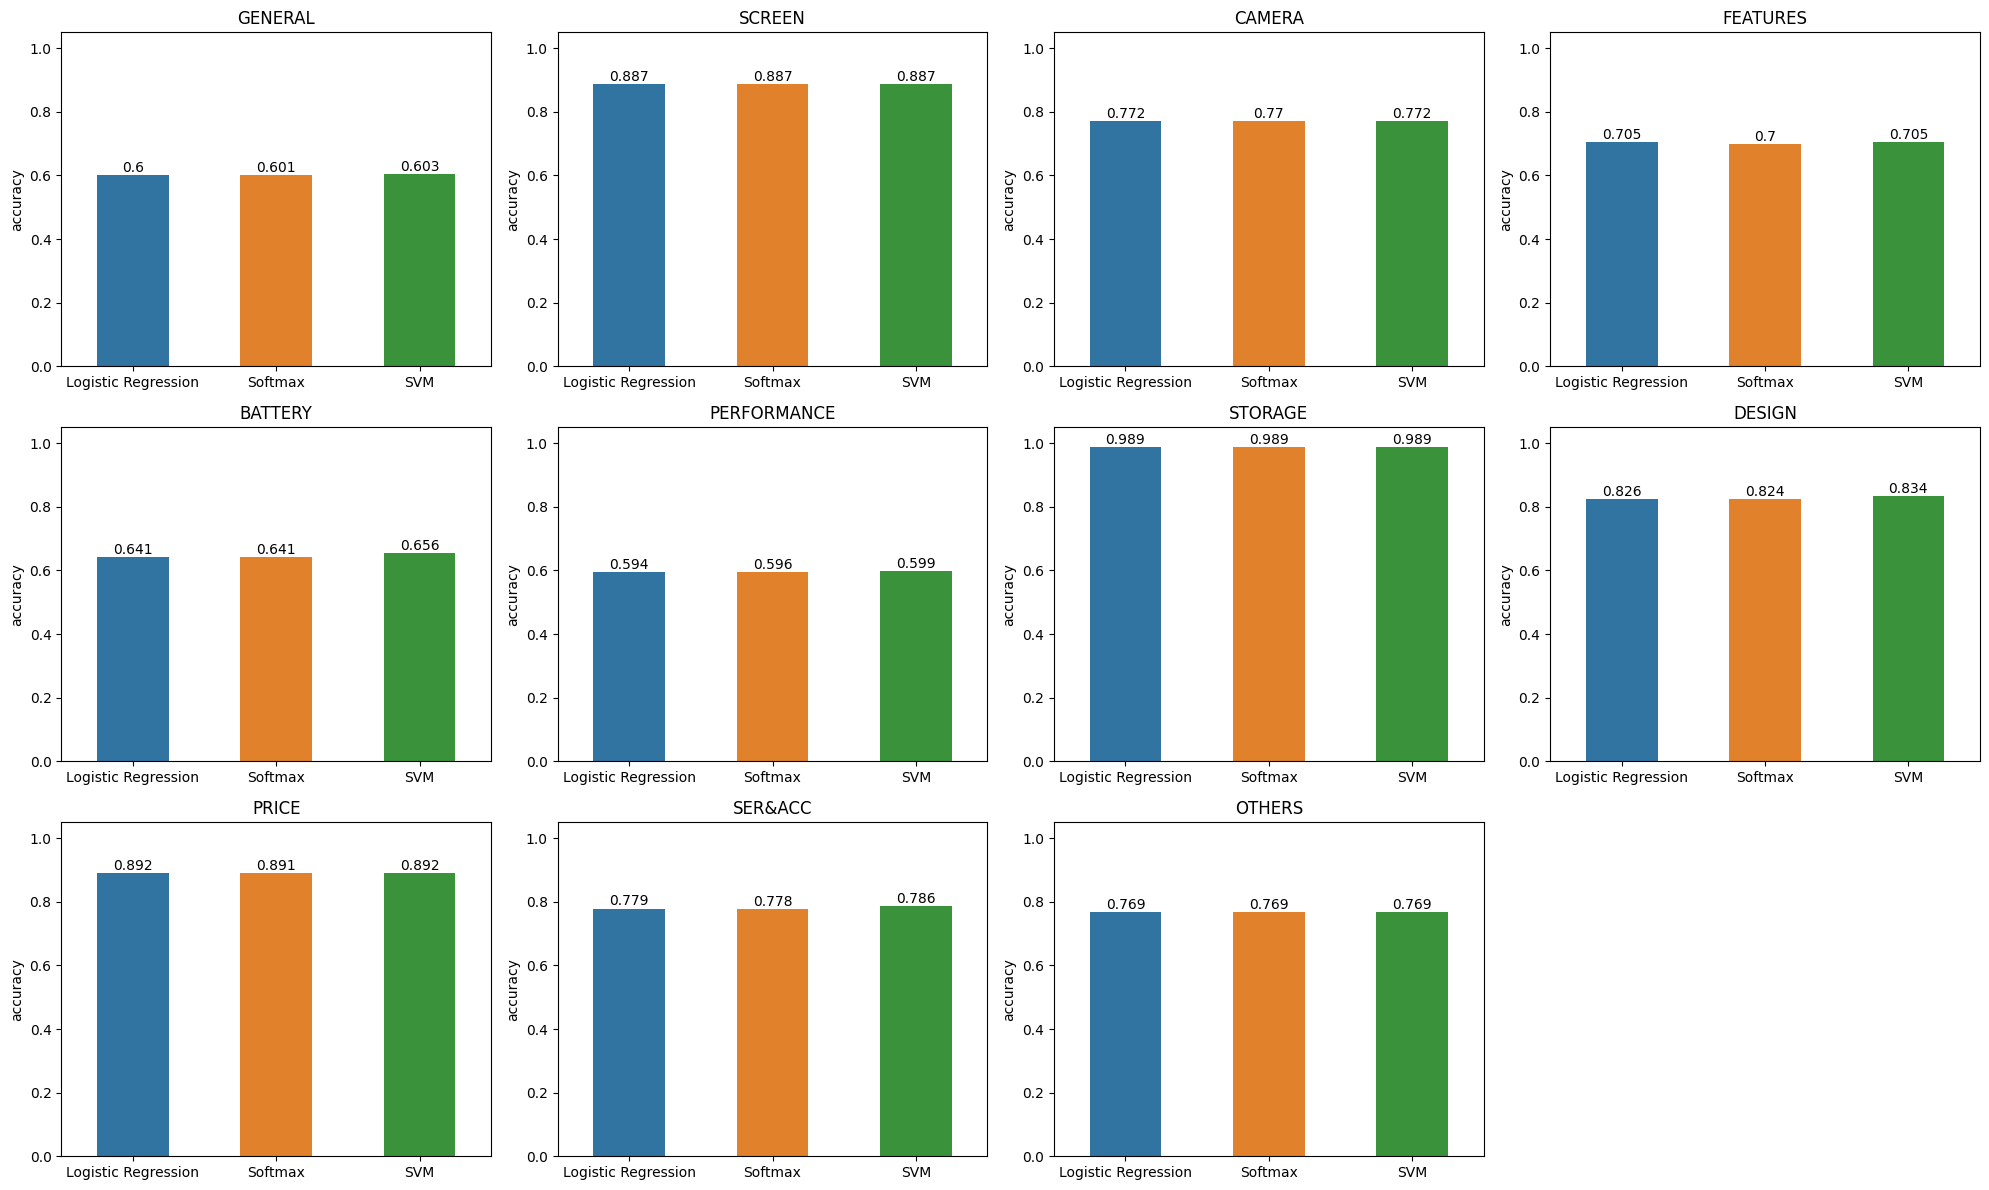 GENERAL
1.0
0.8
0.6
0.4
0.2
0.0
accuracy
0.6
0.601
0.603
Logistic Regression
Softmax
SVM
SCREEN
1.0
0.8
0.6
0.4
0.2
0.0
accuracy
0.887
0.887
0.887
Logistic Regression
Softmax
SVM
CAMERA
1.0
0.8
0.6
0.4
0.2
0.0
accuracy
0.772
0.77
0.772
Logistic Regression
Softmax
SVM
FEATURES
1.0
0.8
0.6
0.4
0.2
0.0
accuracy
0.705
0.7
0.705
Logistic Regression
Softmax
SVM
BATTERY
1.0
0.8
0.6
0.4
0.2
0.0
accuracy
0.641
0.641
0.656
Logistic Regression
Softmax
SVM
PERFORMANCE
1.0
0.8
0.6
0.4
0.2
0.0
accuracy
0.594
0.596
0.599
Logistic Regression
Softmax
SVM
STORAGE
1.0
0.8
0.6
0.4
0.2
0.0
accuracy
0.989
0.989
0.989
Logistic Regression
Softmax
SVM
DESIGN
1.0
0.8
0.6
0.4
0.2
0.0
accuracy
0.826
0.824
0.834
Logistic Regression
Softmax
SVM
PRICE
1.0
0.8
0.6
0.4
0.2
0.0
accuracy
0.892
0.891
0.892
Logistic Regression
Softmax
SVM
SER&ACC
1.0
0.8
0.6
0.4
0.2
0.0
accuracy
0.779
0.778
0.786
Logistic Regression
Softmax
SVM
OTHERS
1.0
0.8
0.6
0.4
0.2
0.0
accuracy
0.769
0.769
0.769
Logistic Regression
Softmax
SVM